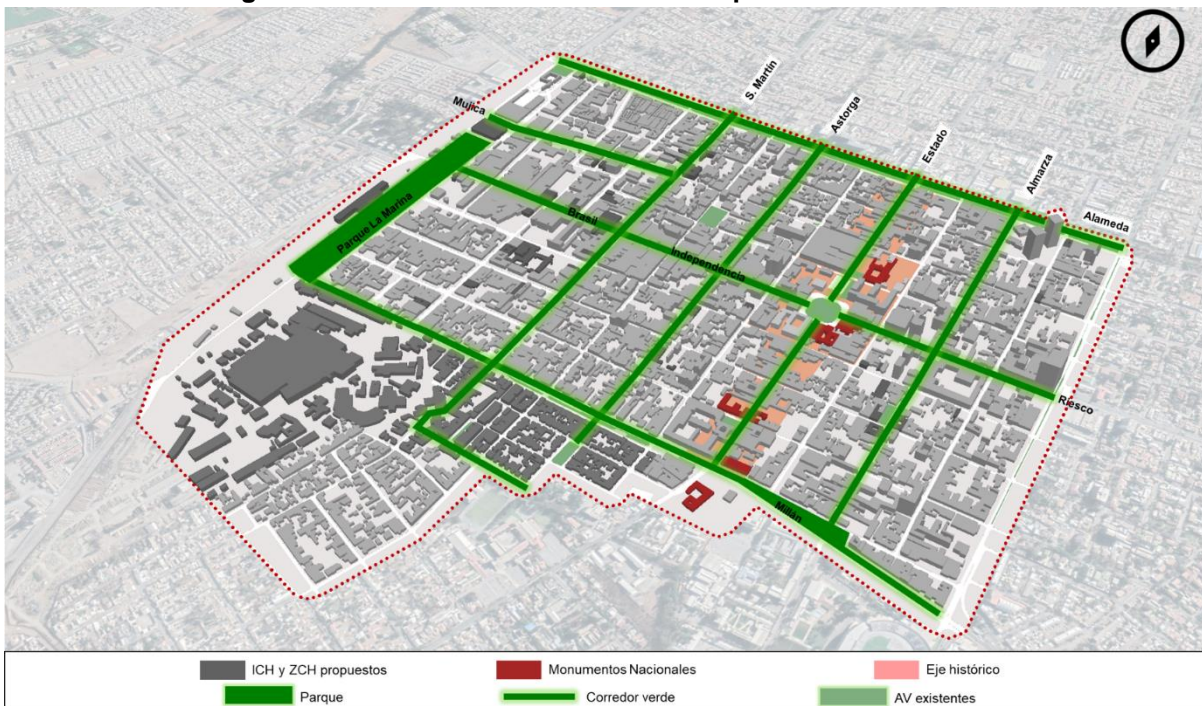 S. Martín
Astorga
Estado
Almarza
Alameda
Mujica
Parque La Marina
Brasil
Independencia
Riesco
Millán
ICH y ZCH propuestos
Monumentos Nacionales
Eje histórico
Parque
Corredor verde
AV existentes